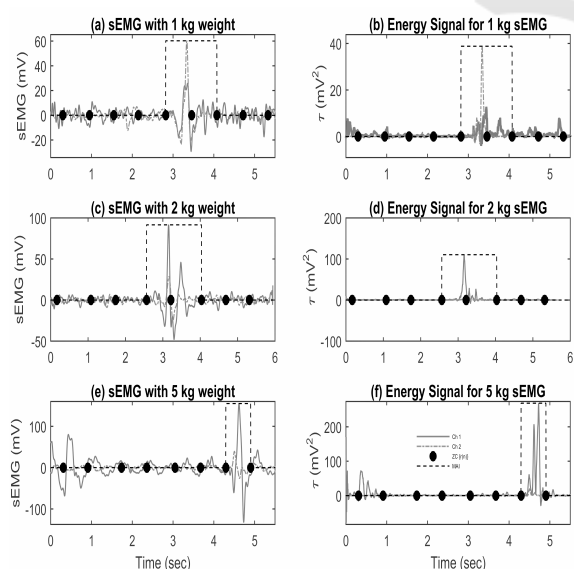 (a) sEMG with 1 kg weight
(b) Energy Signal for 1 kg sEMG
sEMG (mV)
60
40
20
0
-20
0 1 2 3 4 5
τ (mV²)
40
20
0
0 1 2 3 4 5
(c) sEMG with 2 kg weight
(d) Energy Signal for 2 kg sEMG
sEMG (mV)
100
50
0
-50
0 1 2 3 4 5 6
τ (mV²)
200
100
0
-100
0 1 2 3 4 5 6
(e) sEMG with 5 kg weight
(f) Energy Signal for 5 kg sEMG
sEMG (mV)
100
0
-100
0 1 2 3 4 5
Time (sec)
τ (mV²)
200
100
0
Ch 1
Ch 2
MAI
0 1 2 3 4 5
Time (sec)